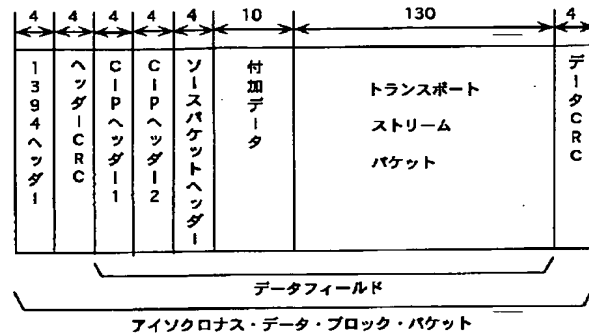 4 4 4 4 4 10 130 4
1394ヘッダー
ヘッダーCRC
CIPヘッダー1
CIPヘッダー2
ソースパケットヘッダー
付加データ
トランスポート
ストリーム
パケット
データCRC
データフィールド
アイソクロナス・データ・ブロック・パケット